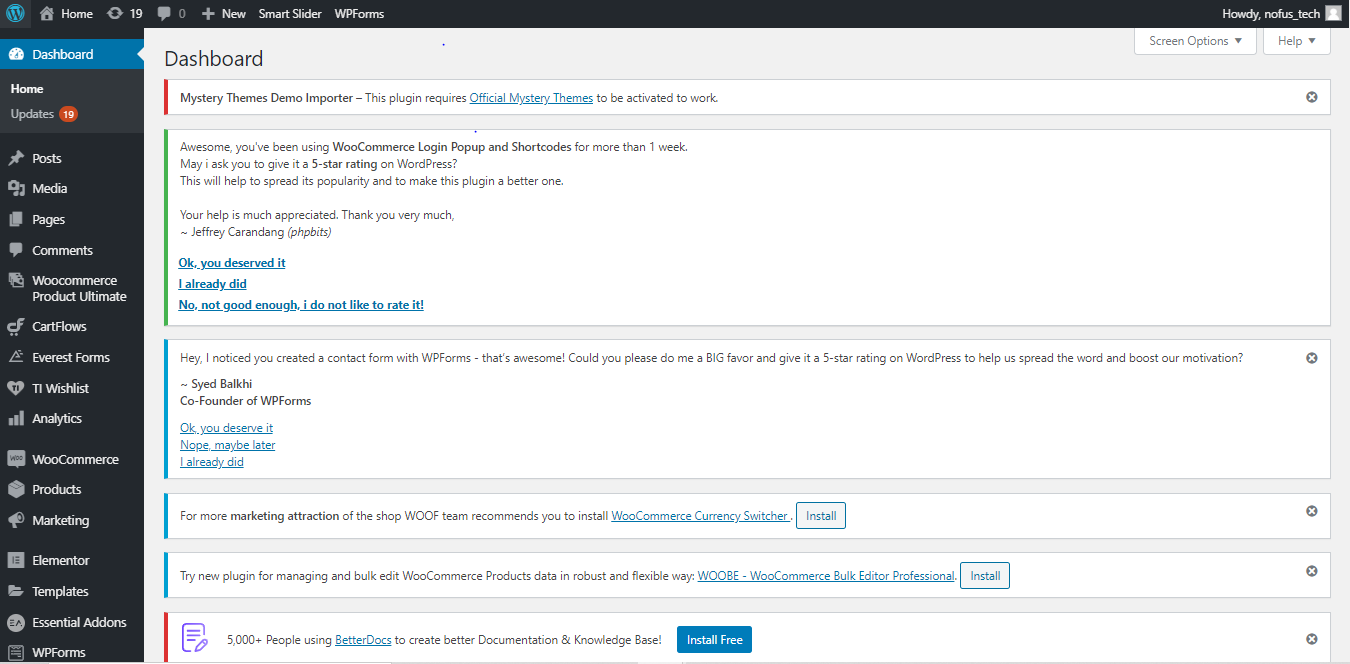 Home 19 0 New Smart Slider WPForms Howdy, nofus_tech
Dashboard
Home
Updates 19
Posts
Media
Pages
Comments
Woocommerce
Product Ultimate
CartFlows
Everest Forms
TI Wishlist
Analytics
WooCommerce
Products
Marketing
Elementor
Templates
Essential Addons
WPForms
Screen Options Help
Dashboard
Mystery Themes Demo Importer – This plugin requires Official Mystery Themes to be activated to work.
Awesome, you've been using WooCommerce Login Popup and Shortcodes for more than 1 week.
May i ask you to give it a 5-star rating on WordPress?
This will help to spread its popularity and to make this plugin a better one.
Your help is much appreciated. Thank you very much,
~ Jeffrey Carandang (phpbits)
Ok, you deserved it
I already did
No, not good enough, i do not like to rate it!
Hey, I noticed you created a contact form with WPForms - that's awesome! Could you please do me a BIG favor and give it a 5-star rating on WordPress to help us spread the word and boost our motivation?
~ Syed Balkhi
Co-Founder of WPForms
Ok, you deserve it
Nope, maybe later
I already did
For more marketing attraction of the shop WOOF team recommends you to install WooCommerce Currency Switcher . Install
Try new plugin for managing and bulk edit WooCommerce Products data in robust and flexible way: WOOBE - WooCommerce Bulk Editor Professional. Install
5,000+ People using BetterDocs to create better Documentation & Knowledge Base! Install Free